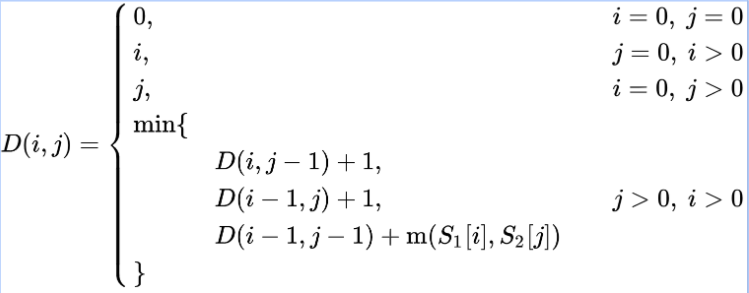 0, i = 0, j = 0
i, j = 0, i > 0
j, i = 0, j > 0
min{
D(i, j) =
D(i, j − 1) + 1,
D(i − 1, j) + 1, j > 0, i > 0
D(i − 1, j − 1) + m(S₁[i], S₂[j])
}